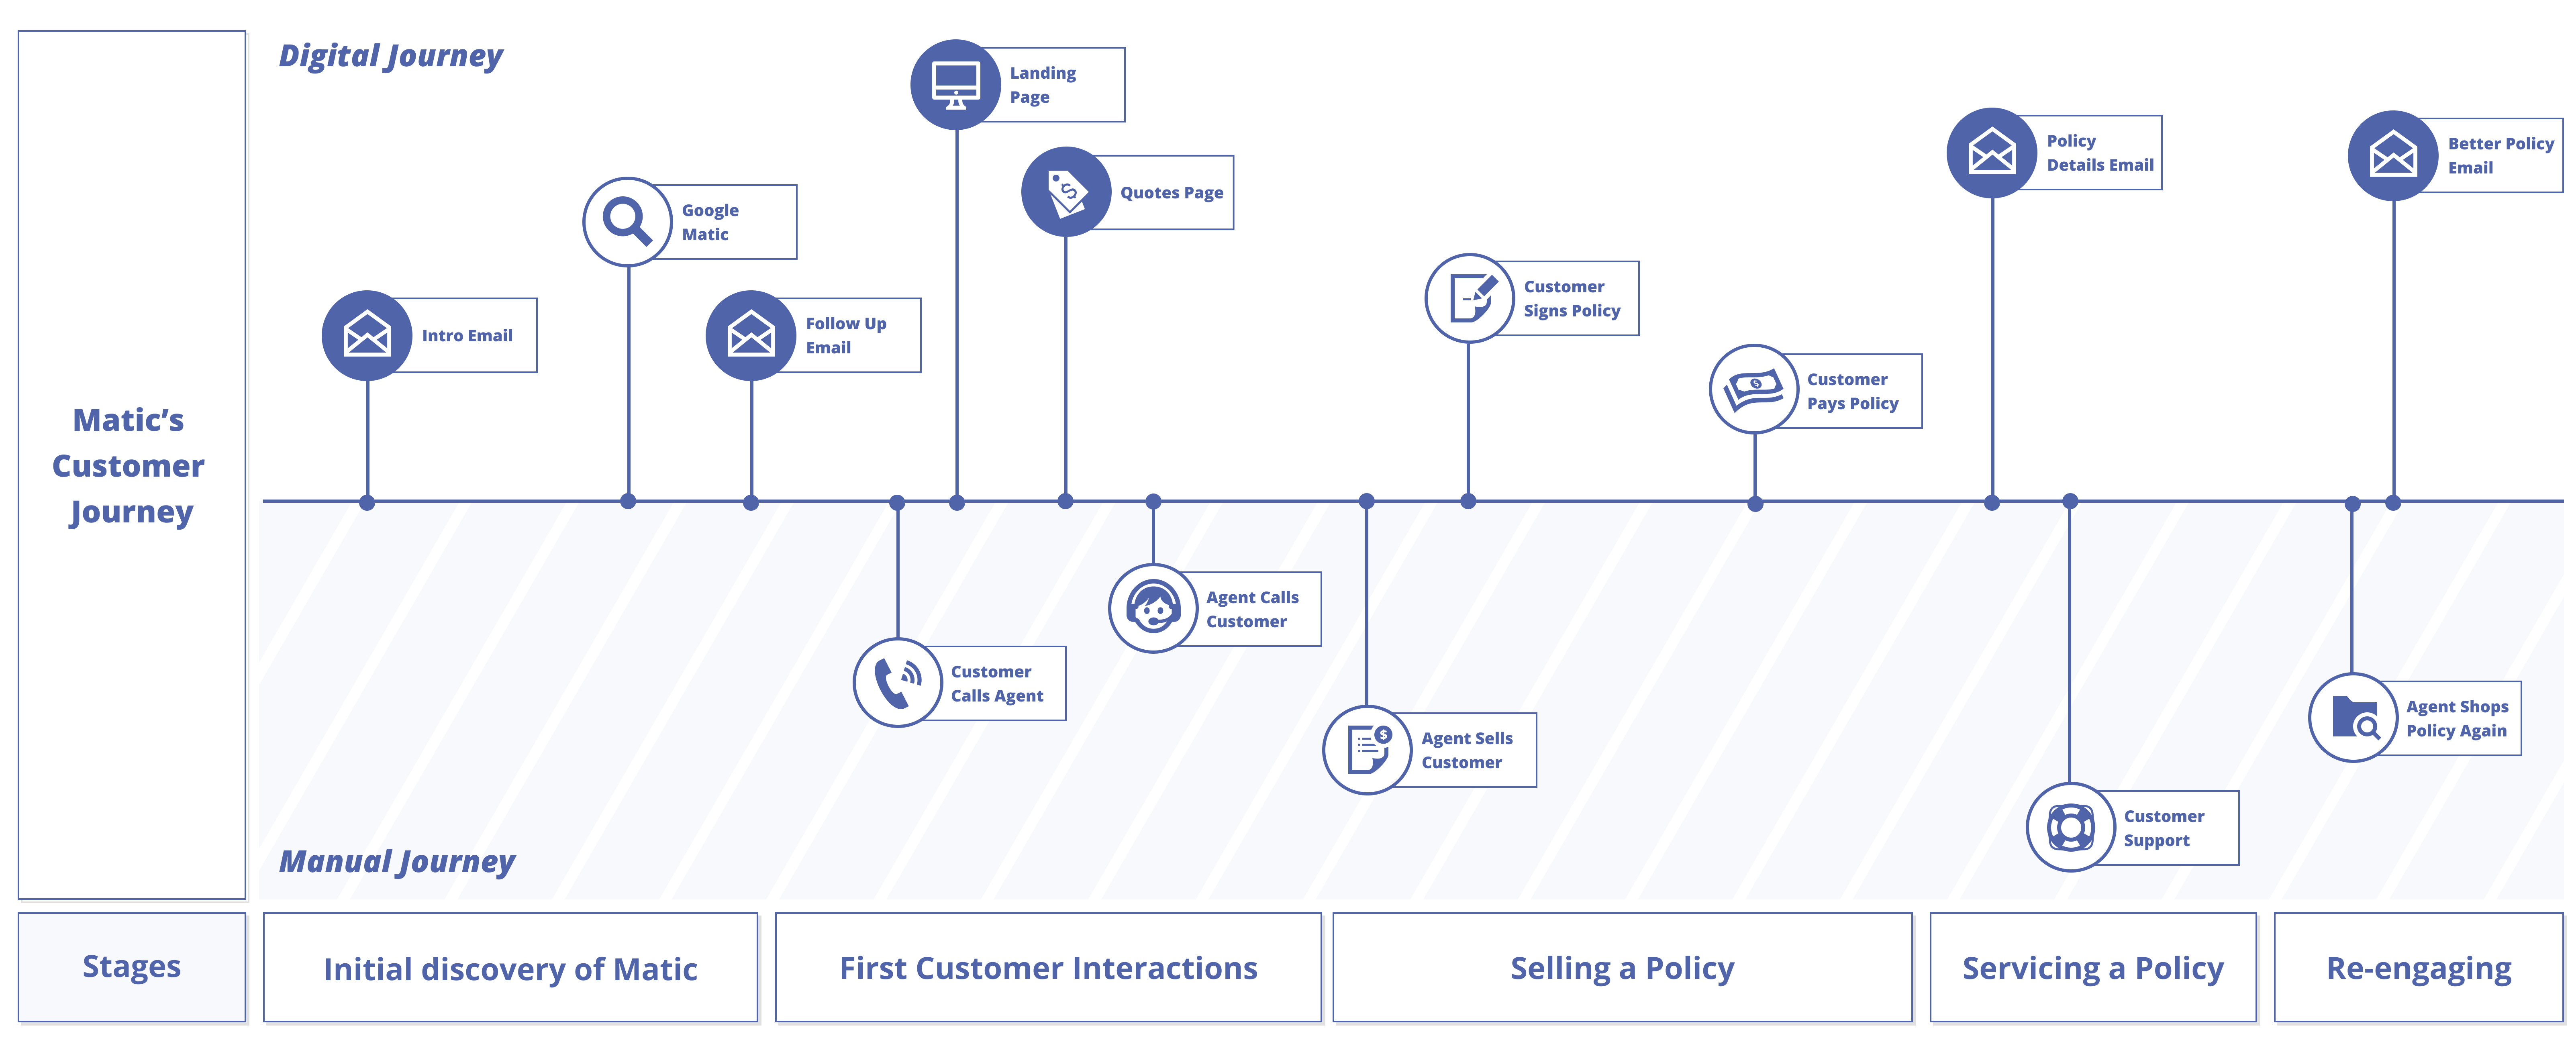 Matic’s
Customer
Journey
Digital Journey
Intro Email
Google
Matic
Follow Up
Email
Landing
Page
Quotes Page
Customer
Signs Policy
Customer
Pays Policy
Policy
Details Email
Better Policy
Email
Customer
Calls Agent
Agent Calls
Customer
Agent Sells
Customer
Customer
Support
Agent Shops
Policy Again
Manual Journey
Stages
Initial discovery of Matic
First Customer Interactions
Selling a Policy
Servicing a Policy
Re-engaging